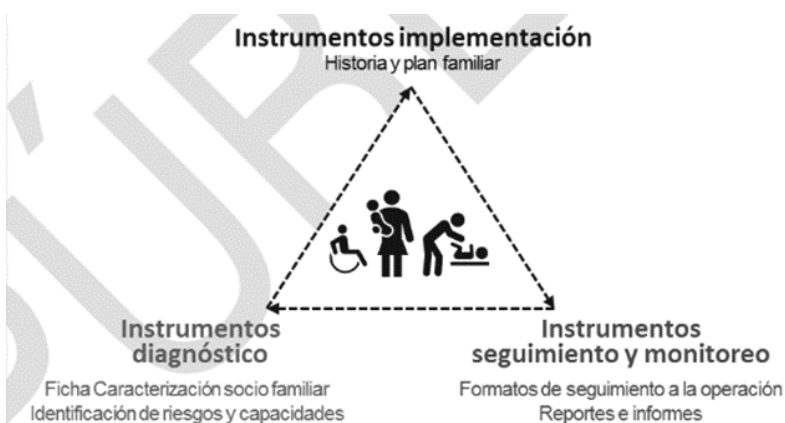 Instrumentos implementación
Historia y plan familiar
Instrumentos
diagnóstico
Ficha Caracterización socio familiar
Identificación de riesgos y capacidades
Instrumentos
seguimiento y monitoreo
Formatos de seguimiento a la operación
Reportes e informes